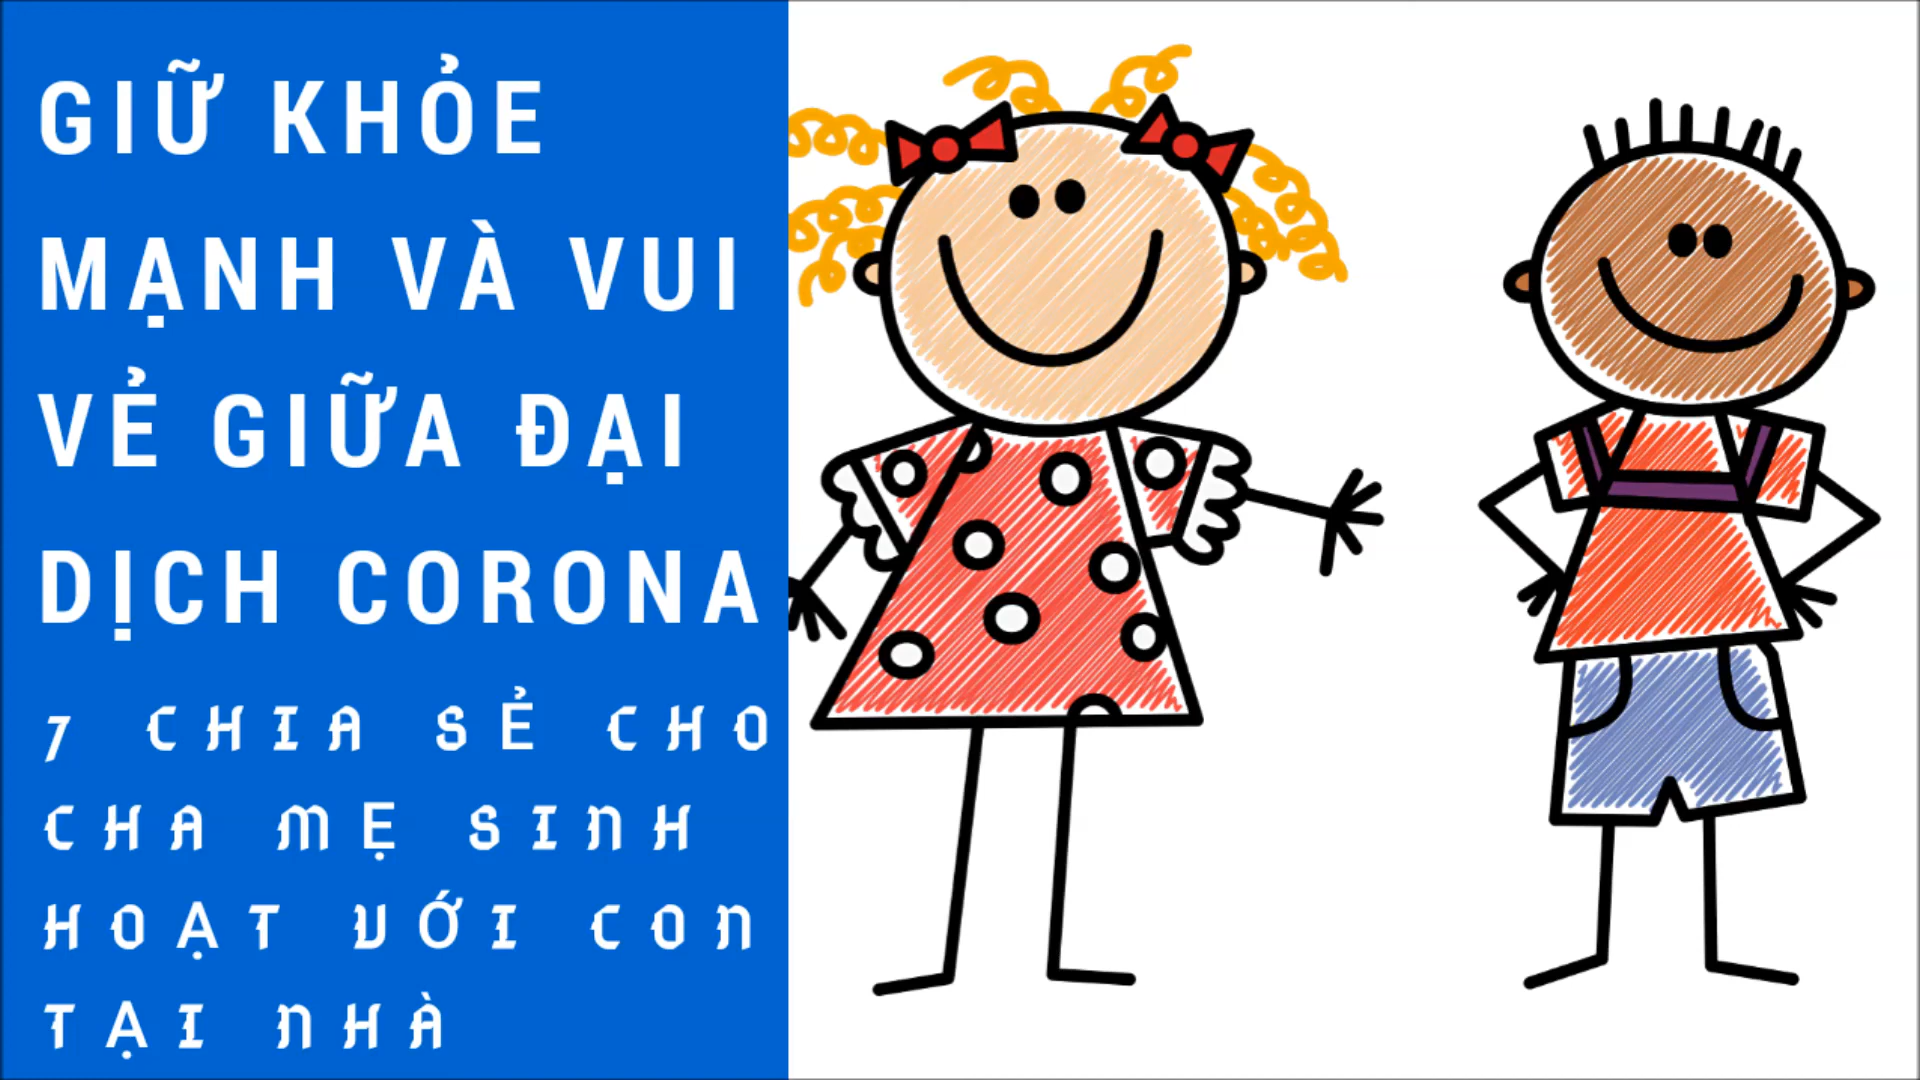 GIỮ KHỎE
MẠNH VÀ VUI
VẺ GIỮA ĐẠI
DỊCH CORONA
7 CHIA SẺ CHO
CHA MẸ SINH
HOẠT VỚI CON
TẠI NHÀ